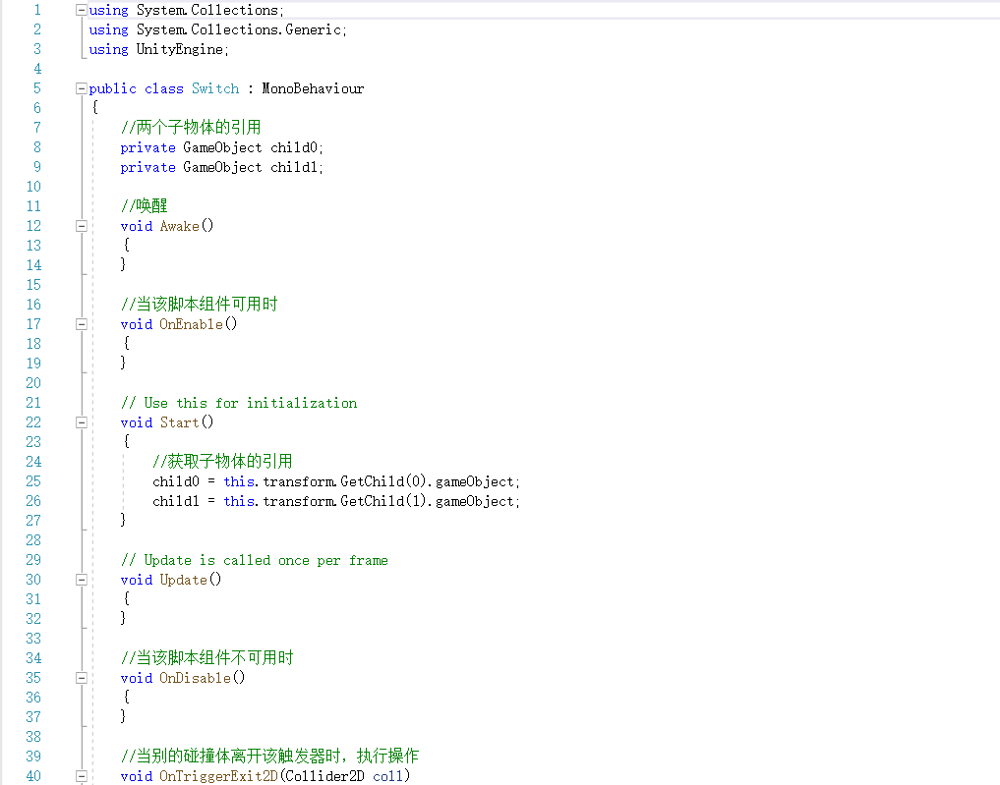 1 using System.Collections;
2 using System.Collections.Generic;
3 using UnityEngine;
4
5 public class Switch : MonoBehaviour
6 {
7 //两个子物体的引用
8 private GameObject child0;
9 private GameObject child1;
10
11 //唤醒
12 void Awake()
13 {
14 }
15
16 //当该脚本组件可用时
17 void OnEnable()
18 {
19 }
20
21 // Use this for initialization
22 void Start()
23 {
24 //获取子物体的引用
25 child0 = this.transform.GetChild(0).gameObject;
26 child1 = this.transform.GetChild(1).gameObject;
27 }
28
29 // Update is called once per frame
30 void Update()
31 {
32 }
33
34 //当该脚本组件不可用时
35 void OnDisable()
36 {
37 }
38
39 //当别的碰撞体离开该触发器时，执行操作
40 void OnTriggerExit2D(Collider2D coll)